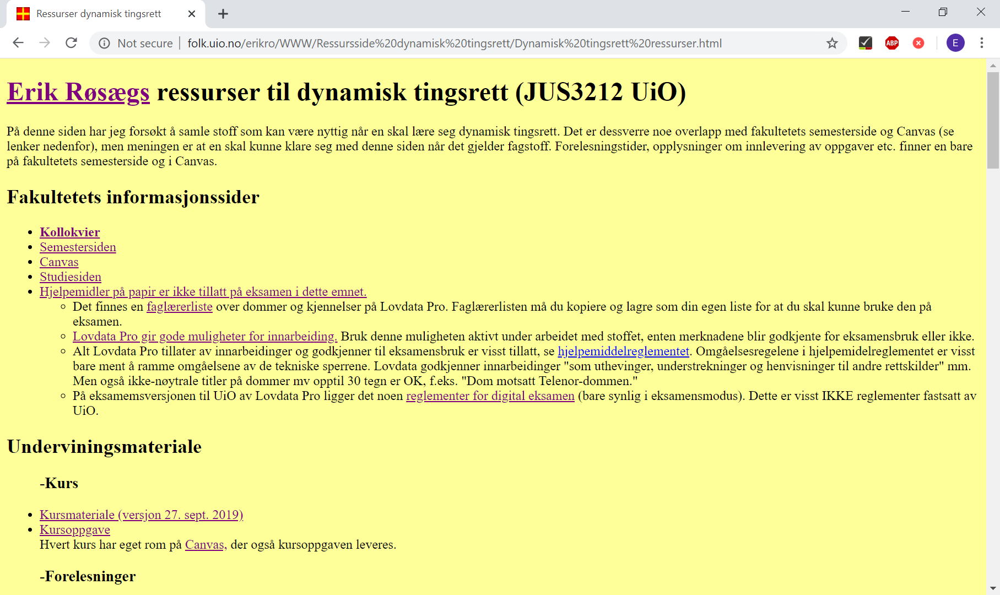 Ressurser dynamisk tingsrett
Not secure | folk.uio.no/erikro/WWW/Ressursside%20dynamisk%20tingsrett/Dynamisk%20tingsrett%20ressurser.html
ABP
E
Erik Røsægs ressurser til dynamisk tingsrett (JUS3212 UiO)
På denne siden har jeg forsøkt å samle stoff som kan være nyttig når en skal lære seg dynamisk tingsrett. Det er dessverre noe overlapp med fakultetets semesterside og Canvas (se
lenker nedenfor), men meningen er at en skal kunne klare seg med denne siden når det gjelder fagstoff. Forelesningstider, opplysninger om innlevering av oppgaver etc. finner en bare
på fakultetets semesterside og i Canvas.
Fakultetets informasjonssider
Kollokvier
Semestersiden
Canvas
Studiesiden
Hjelpemidler på papir er ikke tillatt på eksamen i dette emnet.
Det finnes en faglærerliste over dommer og kjennelser på Lovdata Pro. Faglærerlisten må du kopiere og lagre som din egen liste for at du skal kunne bruke den på
eksamen.
Lovdata Pro gir gode muligheter for innarbeiding. Bruk denne muligheten aktivt under arbeidet med stoffet, enten merknadene blir godkjente for eksamensbruk eller ikke.
Alt Lovdata Pro tillater av innarbeidinger og godkjenner til eksamensbruk er visst tillatt, se hjelpemiddelreglementet. Omgåelsesregelene i hjelpemidelreglementet er visst
bare ment å ramme omgåelsene av de tekniske sperrene. Lovdata godkjenner innarbeidinger "som uthevinger, understrekninger og henvisninger til andre rettskilder" mm.
Men også ikke-nøytrale titler på dommer mv opptil 30 tegn er OK, f.eks. "Dom motsatt Telenor-dommen."
På eksamemsversjonen til UiO av Lovdata Pro ligger det noen reglementer for digital eksamen (bare synlig i eksamensmodus). Dette er visst IKKE reglementer fastsatt av
UiO.
Underviningsmateriale
-Kurs
Kursmateriale (versjon 27. sept. 2019)
Kursoppgave
Hvert kurs har eget rom på Canvas, der også kursoppgaven leveres.
-Forelesninger